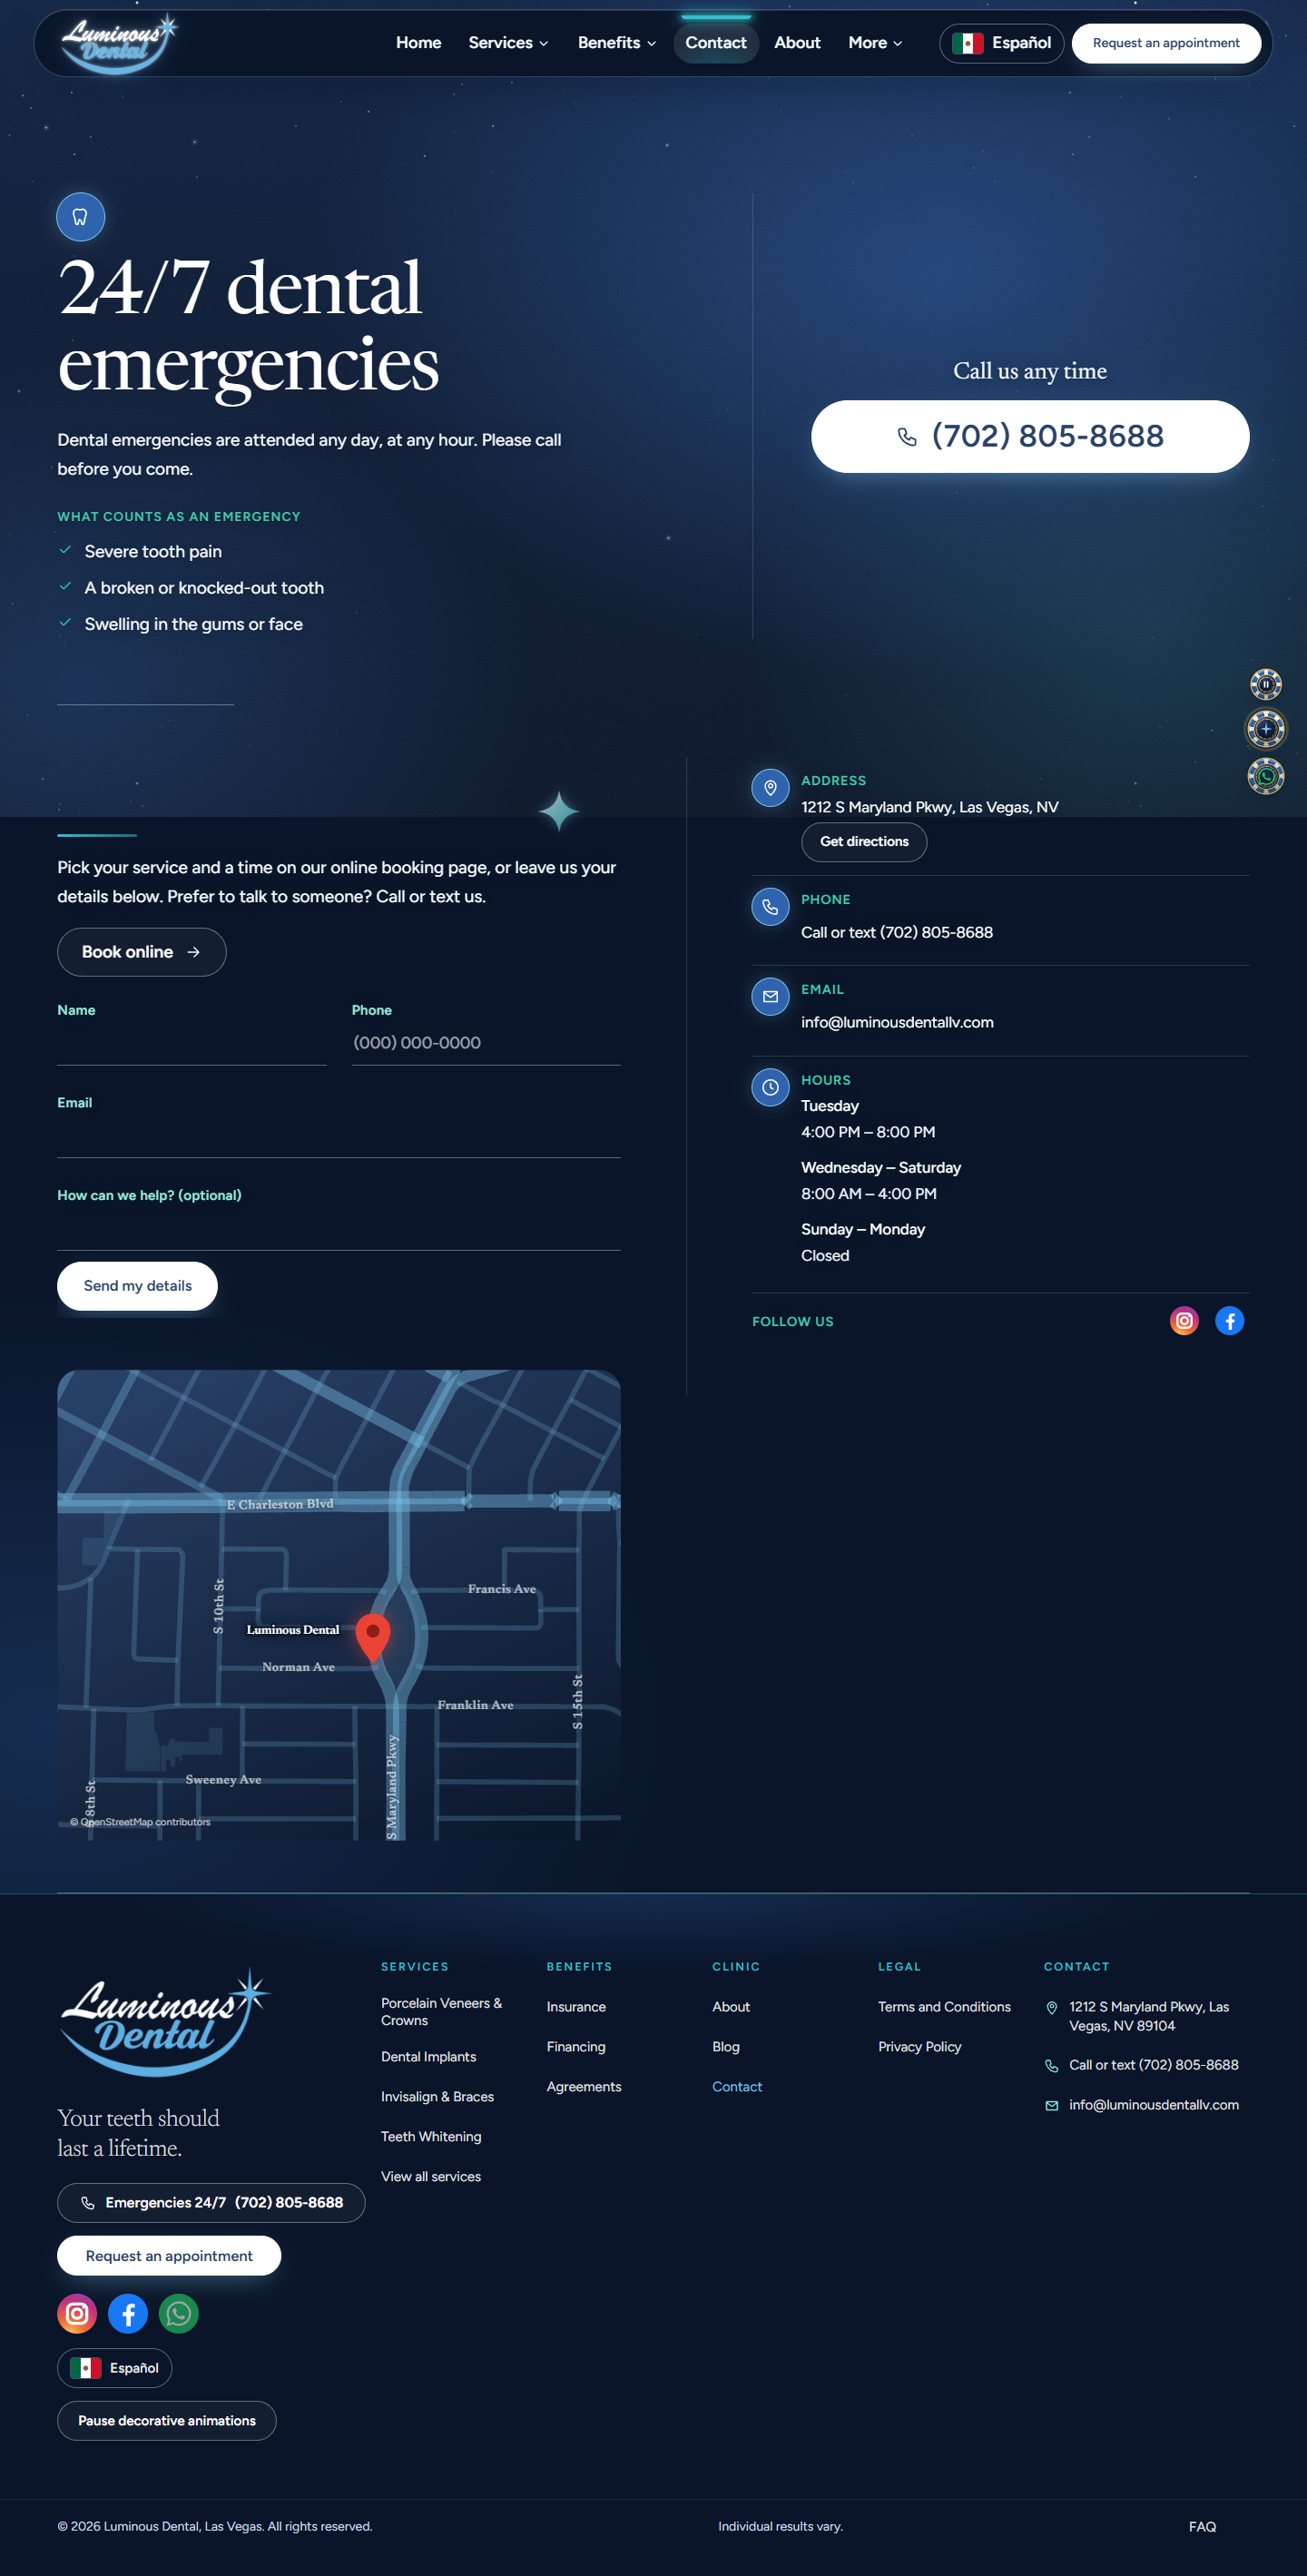 Luminous Dental
Home
Services
Benefits
Contact
About
More
Español
Request an appointment
24/7 dental
emergencies
Dental emergencies are attended any day, at any hour. Please call
before you come.
WHAT COUNTS AS AN EMERGENCY
Severe tooth pain
A broken or knocked-out tooth
Swelling in the gums or face
Call us any time
(702) 805-8688
Pick your service and a time on our online booking page, or leave us your
details below. Prefer to talk to someone? Call or text us.
Book online
Name
Phone
(000) 000-0000
Email
How can we help? (optional)
Send my details
ADDRESS
1212 S Maryland Pkwy, Las Vegas, NV
Get directions
PHONE
Call or text (702) 805-8688
EMAIL
info@luminousdentallv.com
HOURS
Tuesday
4:00 PM – 8:00 PM
Wednesday – Saturday
8:00 AM – 4:00 PM
Sunday – Monday
Closed
FOLLOW US
E Charleston Blvd
Francis Ave
S 10th St
Luminous Dental
Norman Ave
Franklin Ave
S 15th St
S Maryland Pkwy
Sweeney Ave
S 8th St
© OpenStreetMap contributors
Luminous
Dental
Your teeth should
last a lifetime.
Emergencies 24/7 (702) 805-8688
Request an appointment
Español
Pause decorative animations
SERVICES
Porcelain Veneers &
Crowns
Dental Implants
Invisalign & Braces
Teeth Whitening
View all services
BENEFITS
Insurance
Financing
Agreements
CLINIC
About
Blog
Contact
LEGAL
Terms and Conditions
Privacy Policy
CONTACT
1212 S Maryland Pkwy, Las
Vegas, NV 89104
Call or text (702) 805-8688
info@luminousdentallv.com
© 2026 Luminous Dental, Las Vegas. All rights reserved.
Individual results vary.
FAQ